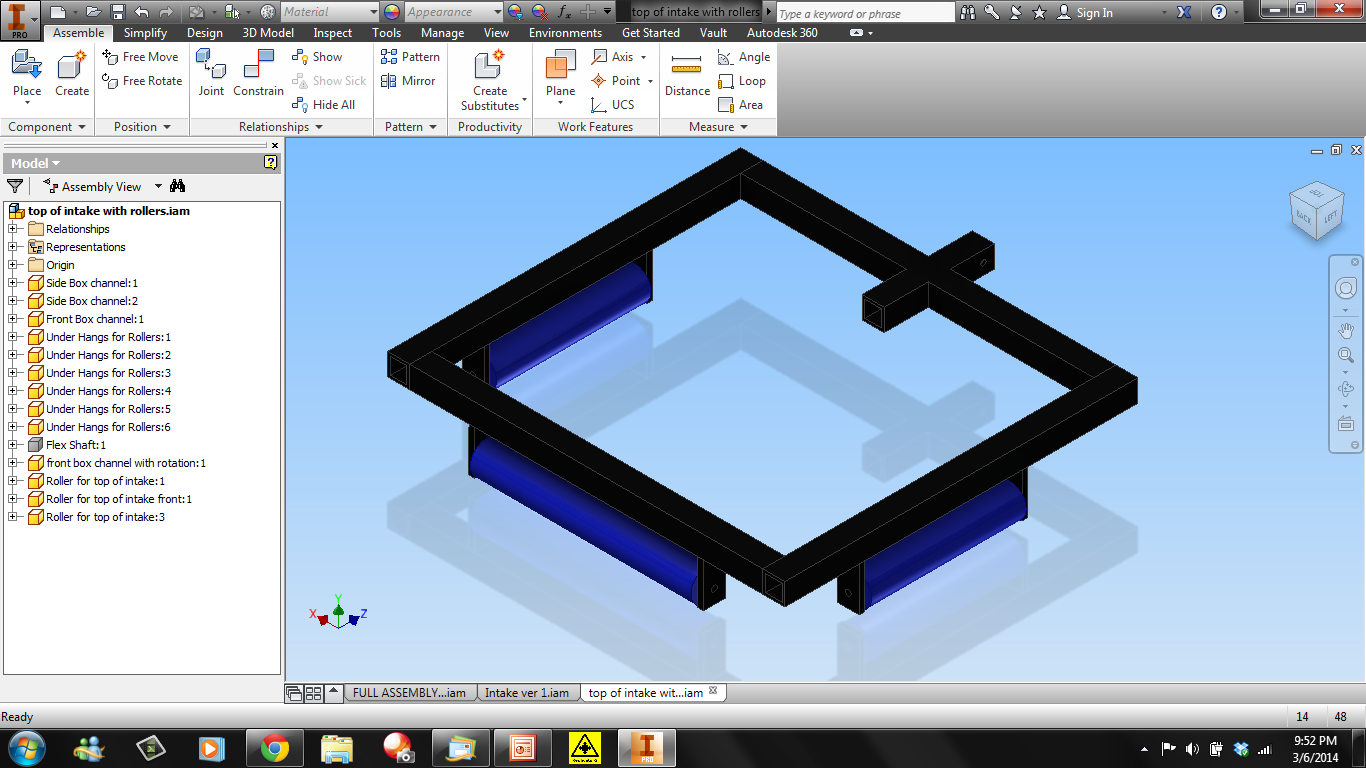 Material
Appearance
fx
top of intake with rollers
Type a keyword or phrase
Sign In
PRO
Assemble Simplify Design 3D Model Inspect Tools Manage View Environments Get Started Vault Autodesk 360
Place
Create
Free Move
Free Rotate
Joint
Constrain
Show
Show Sick
Hide All
Pattern
Mirror
Create
Substitutes
Plane
Axis
Point
UCS
Distance
Angle
Loop
Area
Component Position Relationships Pattern Productivity Work Features Measure
Model
Assembly View
top of intake with rollers.iam
Relationships
Representations
Origin
Side Box channel:1
Side Box channel:2
Front Box channel:1
Under Hangs for Rollers:1
Under Hangs for Rollers:2
Under Hangs for Rollers:3
Under Hangs for Rollers:4
Under Hangs for Rollers:5
Under Hangs for Rollers:6
Flex Shaft:1
front box channel with rotation:1
Roller for top of intake:1
Roller for top of intake front:1
Roller for top of intake:3
TOP
BACK
LEFT
Y
X
Z
FULL ASSEMBLY...iam
Intake ver 1.iam
top of intake wit...iam
Ready
14 48
PRO
9:52 PM
3/6/2014